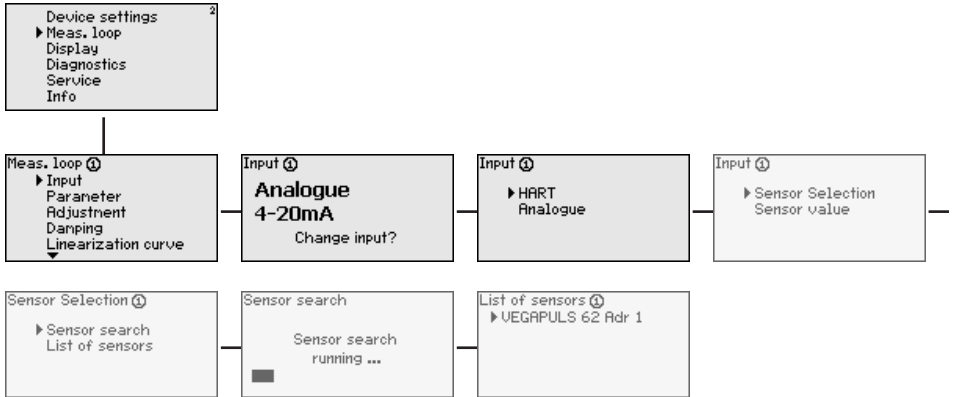 Device settings
2
Meas. loop
Display
Diagnostics
Service
Info
Meas. loop ①
Input
Parameter
Adjustment
Damping
Linearization curve
Input ①
Analogue
4-20mA
Change input?
Input ①
HART
Analogue
Input ①
Sensor Selection
Sensor value
Sensor Selection ①
Sensor search
List of sensors
Sensor search
Sensor search
running ...
List of sensors ①
VEGAPULS 62 Adr 1